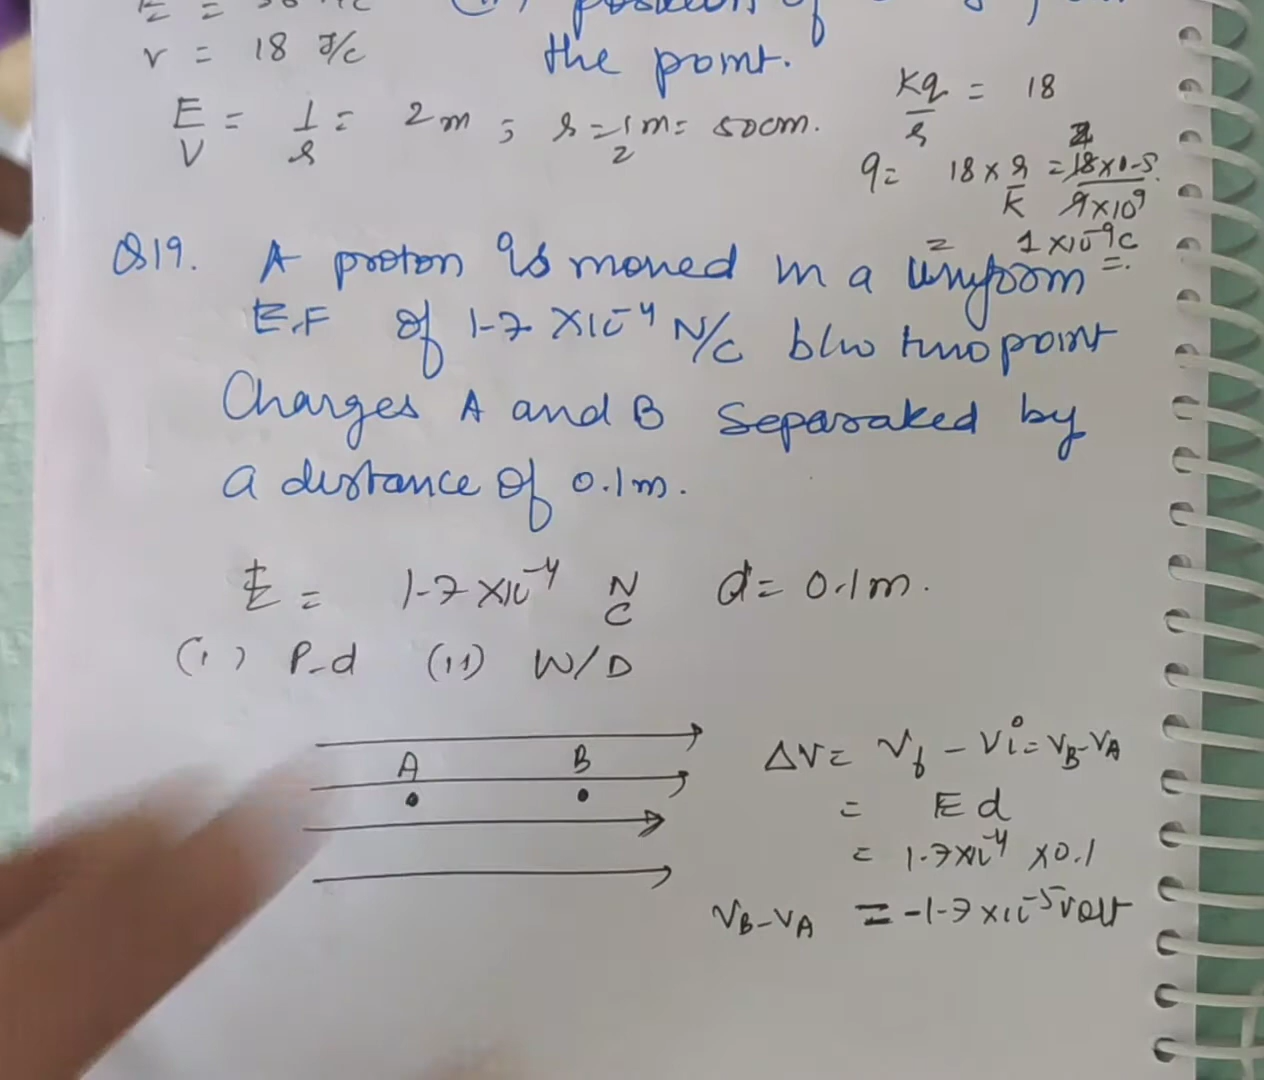 r = 18 J/C
the point.
E/V = 1/r = 2m ; r = 1/2 m = 50cm.
Kq/r = 18
q = 18 × r/K = 18×0.5/9×10⁹
= 1×10⁻⁹C
Q19. A proton is moved in a uniform
E.F of 1.7 ×10⁻⁴ N/C b/w two point
Charges A and B Separaked by
a distance of 0.1m.
E = 1.7 ×10⁻⁴ N/C d = 0.1m.
(i) P.d (ii) W/D
A B
ΔV = Vf - Vi = VB-VA
= Ed
= 1.7×10⁻⁴ ×0.1
VB-VA = -1.7×10⁻⁵ volt